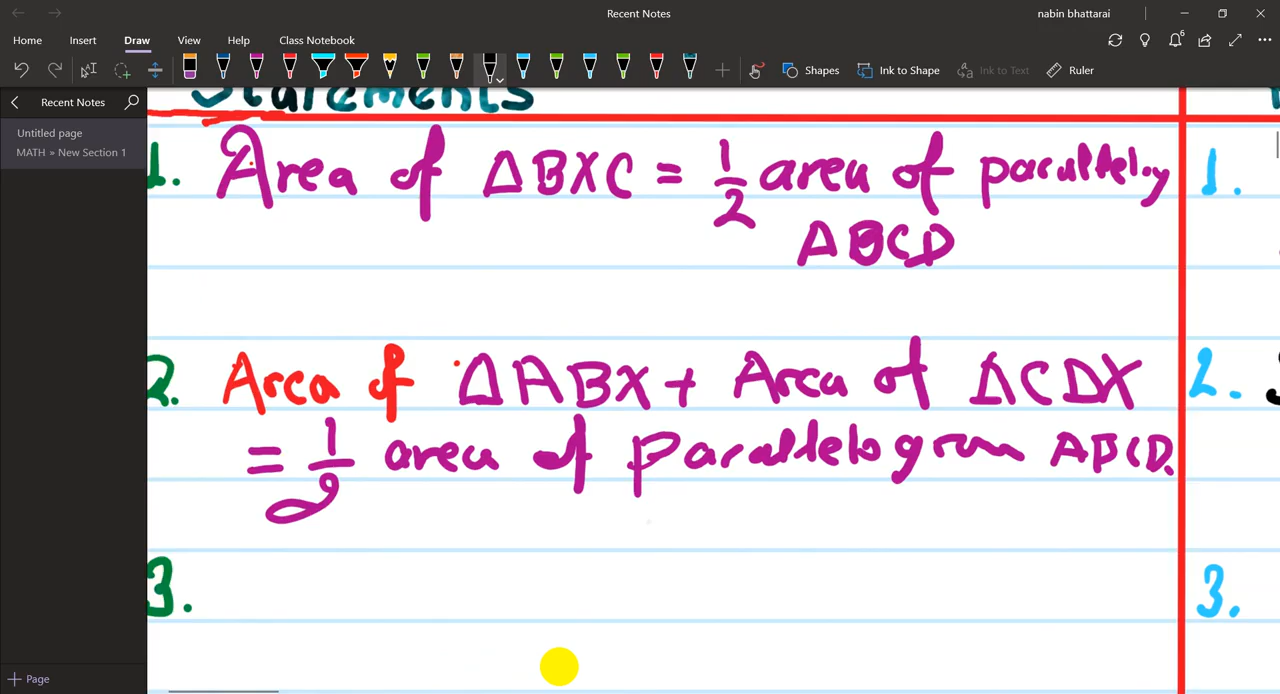 Recent Notes
nabin bhattarai
Home Insert Draw View Help Class Notebook
6
Shapes Ink to Shape Ink to Text Ruler
Recent Notes
Untitled page
MATH » New Section 1
Page
Statements
1. Area of ΔBXC = 1/2 area of parallelog 1.
ABCD
2. Area of ΔABX + Area of ΔCDX 2.
= 1/2 area of parallelogram ABCD.
3. 3.